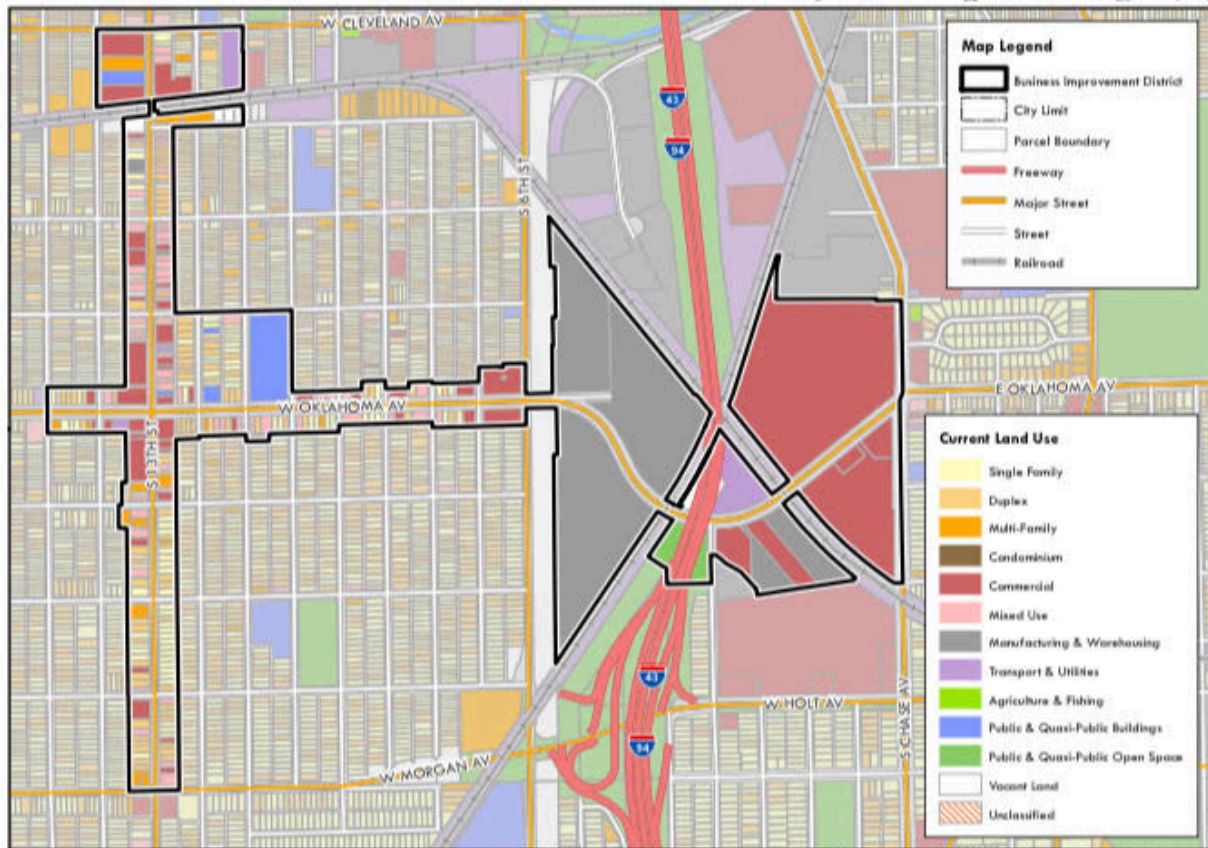 W CLEVELAND AV
43
94
S 6TH ST
Map Legend
Business Improvement District
City Limit
Parcel Boundary
Freeway
Major Street
Street
Railroad
W OKLAHOMA AV
E OKLAHOMA AV
S 13TH ST
Current Land Use
Single Family
Duplex
Multi-Family
Condominium
Commercial
Mixed Use
Manufacturing & Warehousing
Transport & Utilities
Agriculture & Fishing
Public & Quasi-Public Buildings
Public & Quasi-Public Open Space
Vacant Land
Unclassified
43
94
W HOLT AV
S CHASE AV
W MORGAN AV